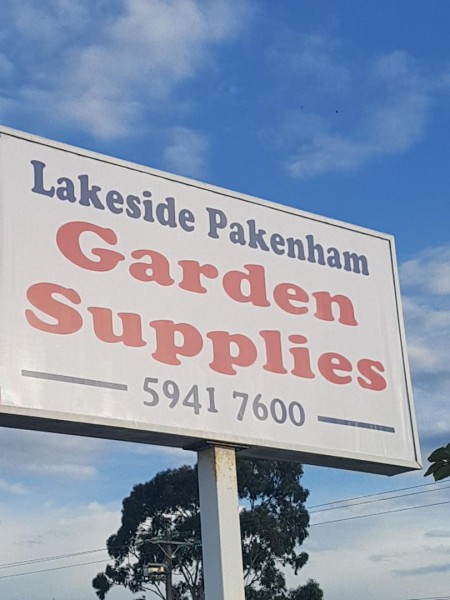 Lakeside Pakenham
Garden
Supplies
5941 7600